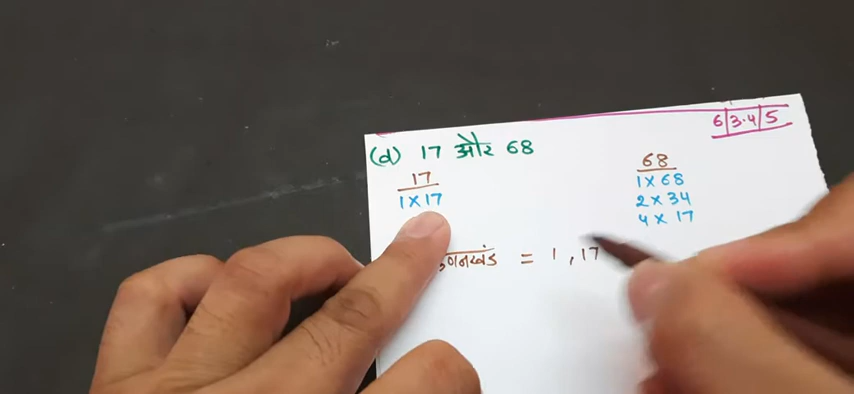 6|3.4|5
(d) 17 और 68
17
1 × 17
68
1 × 68
2 × 34
4 × 17
= 1, 17